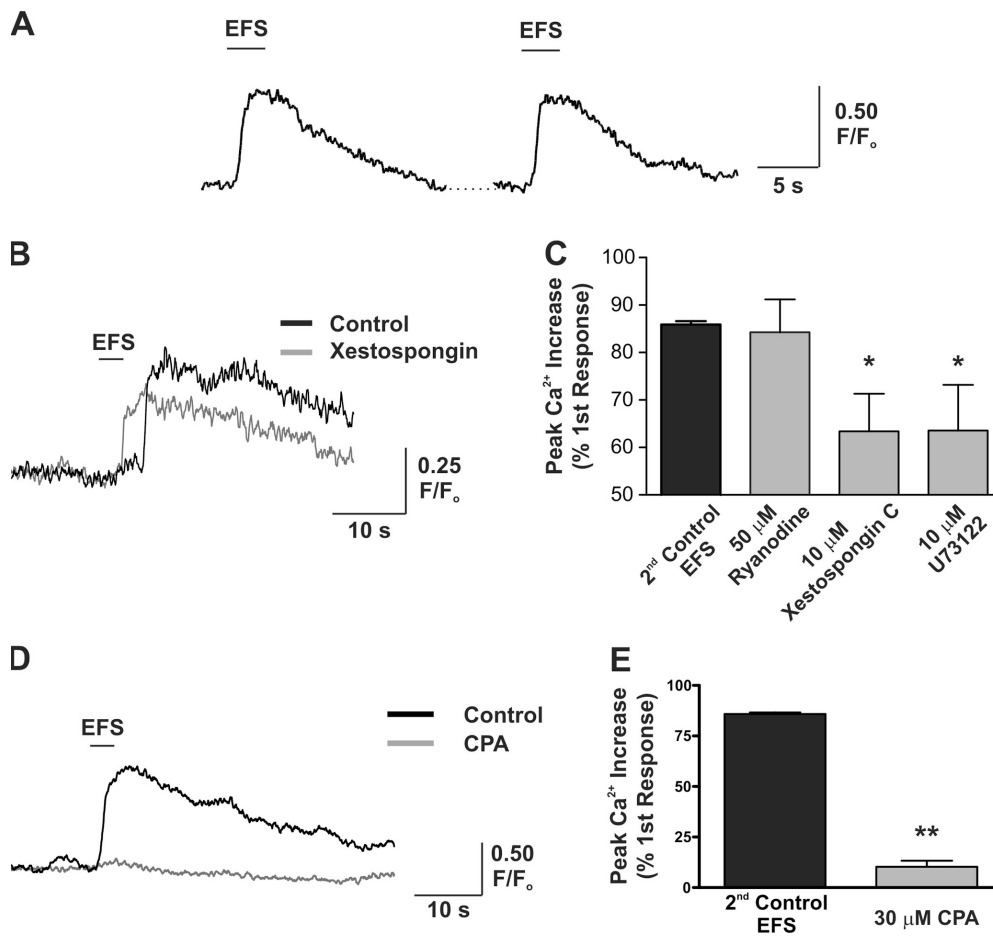 A
EFS
EFS
0.50
F/Fo
5 s
B
EFS
Control
Xestospongin
0.25
F/Fo
10 s
C
Peak Ca2+ Increase
(% 1st Response)
100
90
80
70
60
50
*
*
2nd Control
EFS
50 μM
Ryanodine
10 μM
Xestospongin C
10 μM
U73122
D
EFS
Control
CPA
0.50
F/Fo
10 s
E
Peak Ca2+ Increase
(% 1st Response)
100
75
50
25
0
**
2nd Control
EFS
30 μM CPA